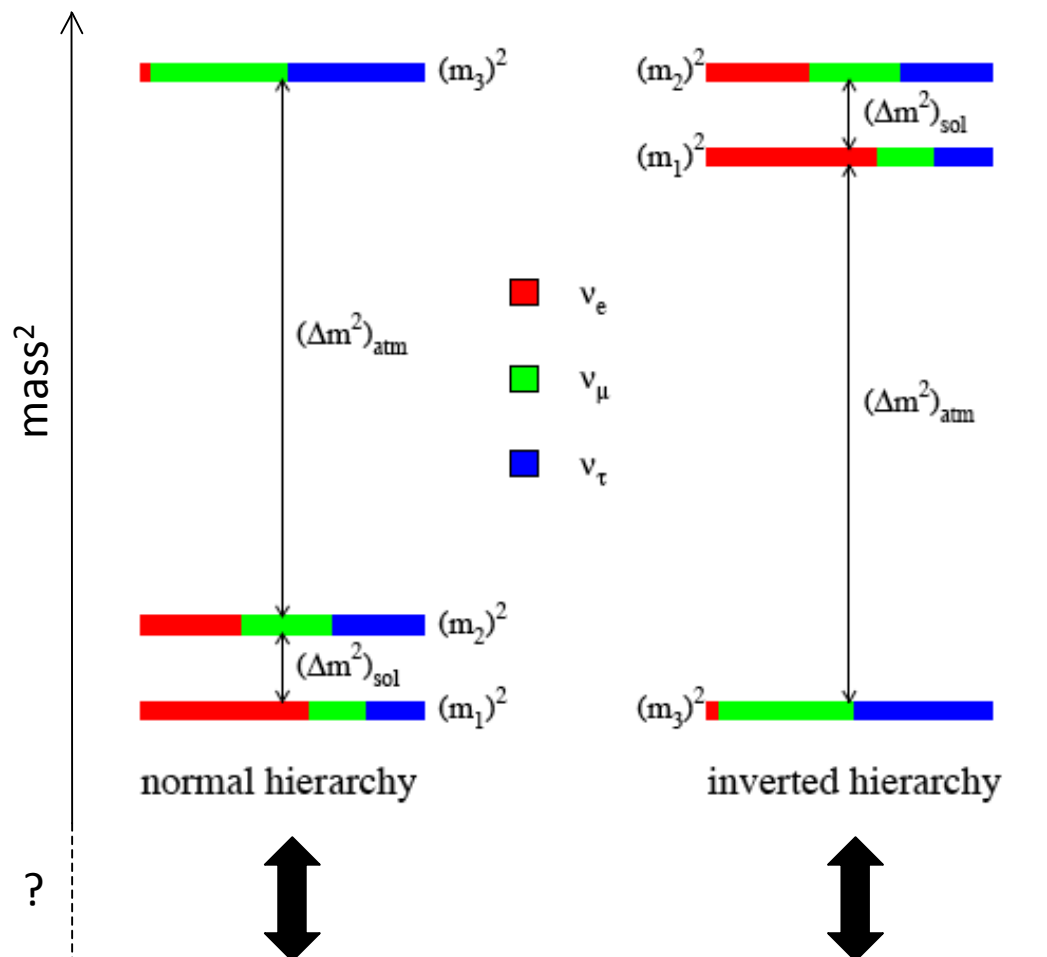 (m₃)²
(m₂)²
(Δm²)sol
(m₁)²
νe
(Δm²)atm
mass²
νμ
(Δm²)atm
ντ
(m₂)²
(Δm²)sol
(m₁)²
(m₃)²
normal hierarchy
inverted hierarchy
?